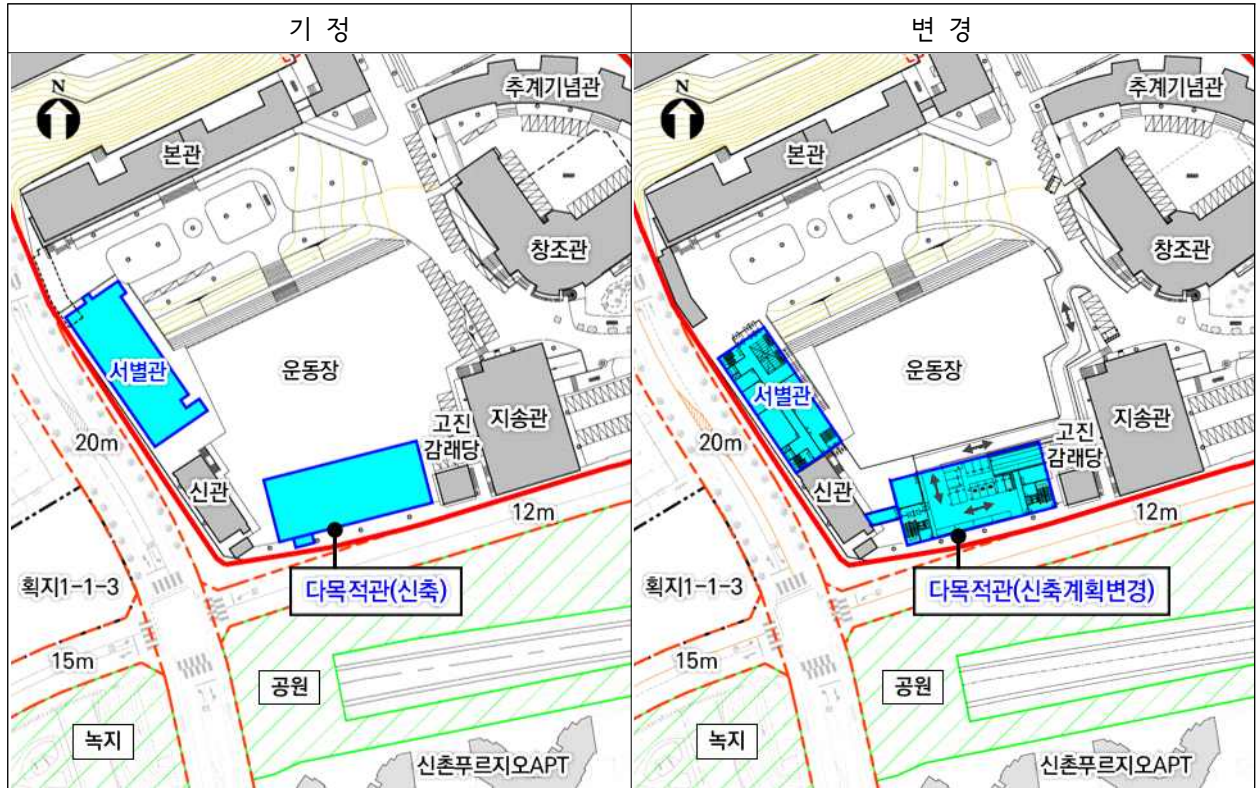 기 정
N
추계기념관
본관
창조관
서별관
운동장
지송관
고진
감래당
20m
신관
12m
획지1-1-3
다목적관(신축)
15m
공원
녹지
신촌푸르지오APT
변 경
N
추계기념관
본관
창조관
서별관
운동장
지송관
고진
감래당
20m
신관
12m
획지1-1-3
다목적관(신축계획변경)
15m
공원
녹지
신촌푸르지오APT